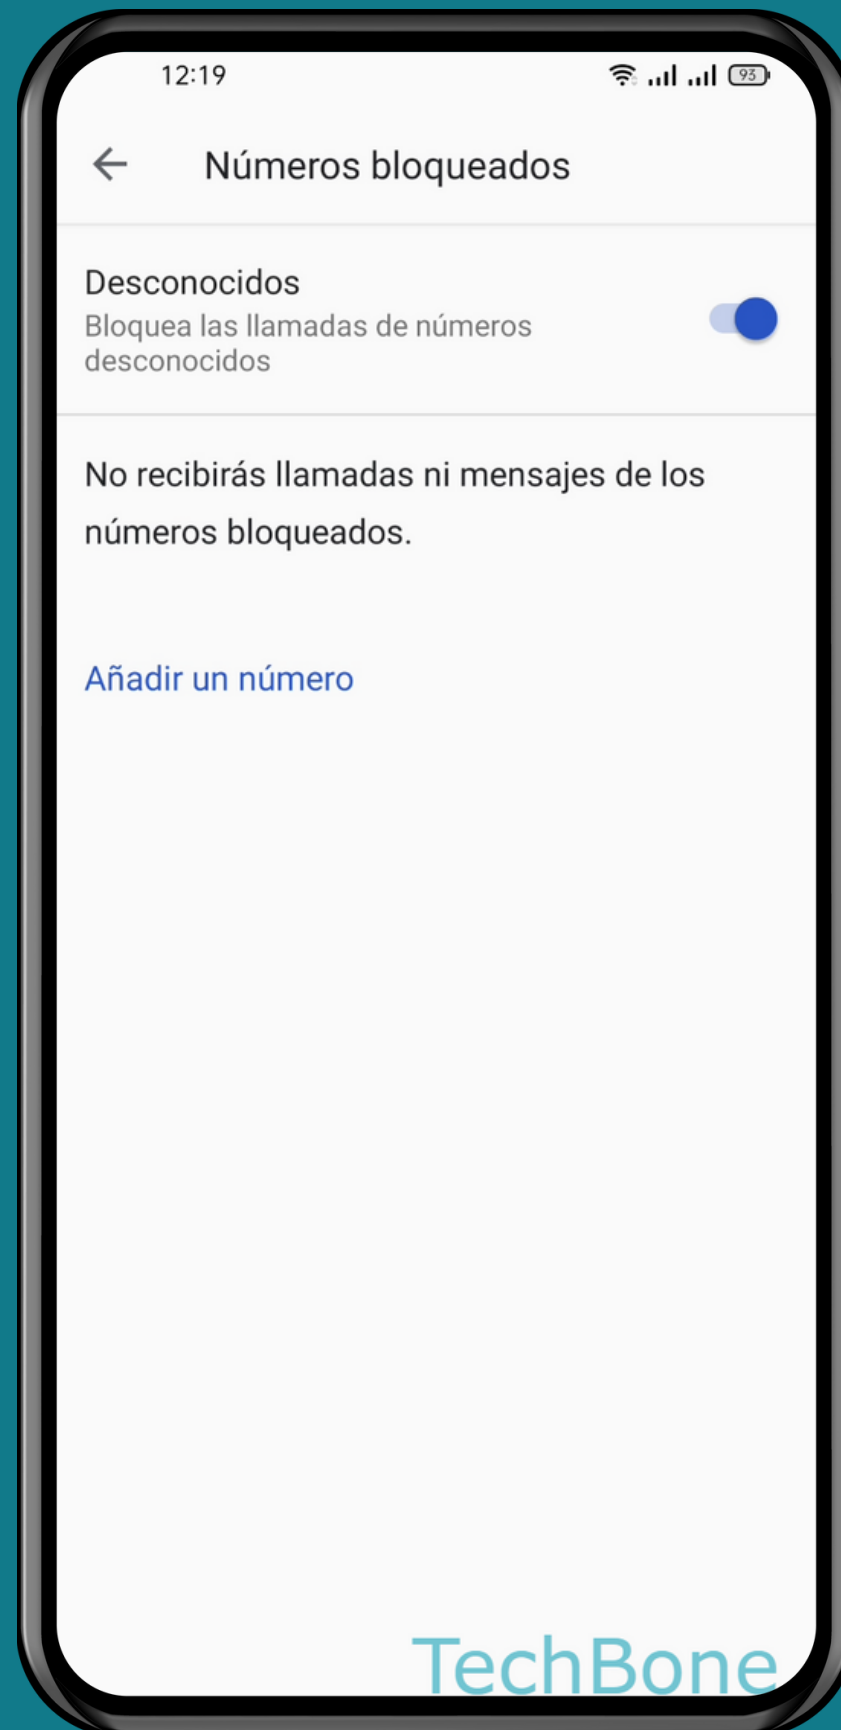 12:19
93
Números bloqueados
Desconocidos
Bloquea las llamadas de números
desconocidos
No recibirás llamadas ni mensajes de los
números bloqueados.
Añadir un número
TechBone